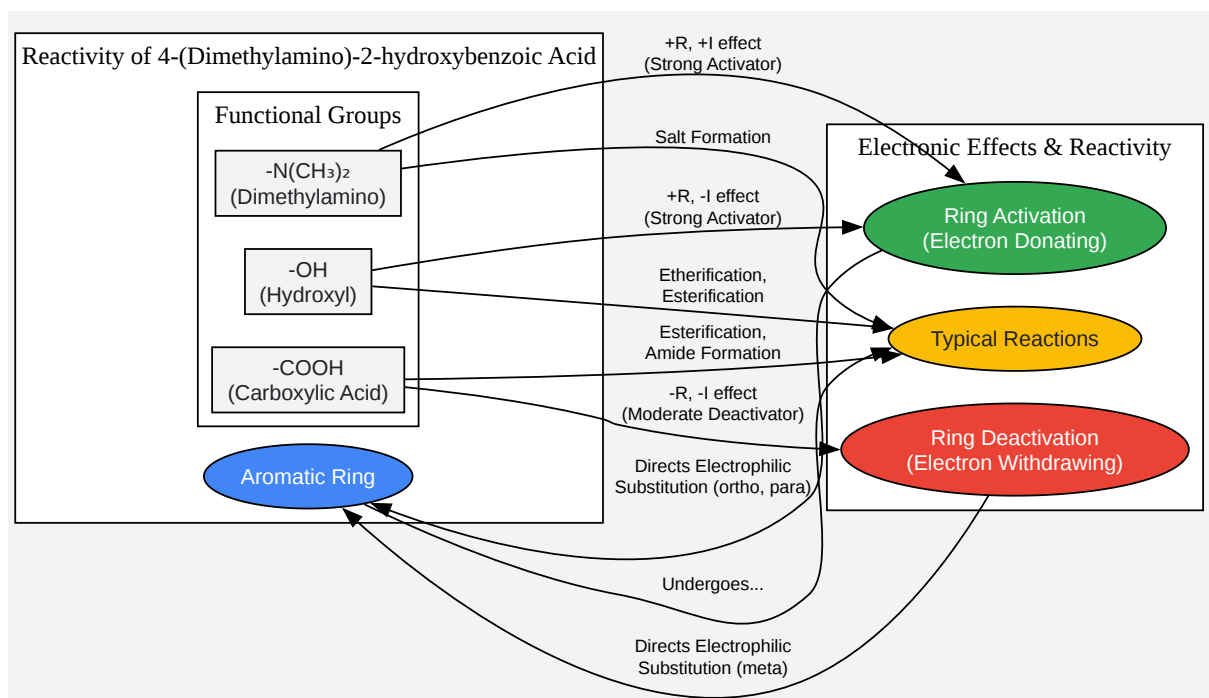 Reactivity of 4-(Dimethylamino)-2-hydroxybenzoic Acid
Functional Groups
-N(CH₃)₂
(Dimethylamino)
-OH
(Hydroxyl)
-COOH
(Carboxylic Acid)
Aromatic Ring
+R, +I effect
(Strong Activator)
Salt Formation
+R, -I effect
(Strong Activator)
Etherification,
Esterification
Esterification,
Amide Formation
-R, -I effect
(Moderate Deactivator)
Directs Electrophilic
Substitution (ortho, para)
Undergoes...
Directs Electrophilic
Substitution (meta)
Electronic Effects & Reactivity
Ring Activation
(Electron Donating)
Typical Reactions
Ring Deactivation
(Electron Withdrawing)